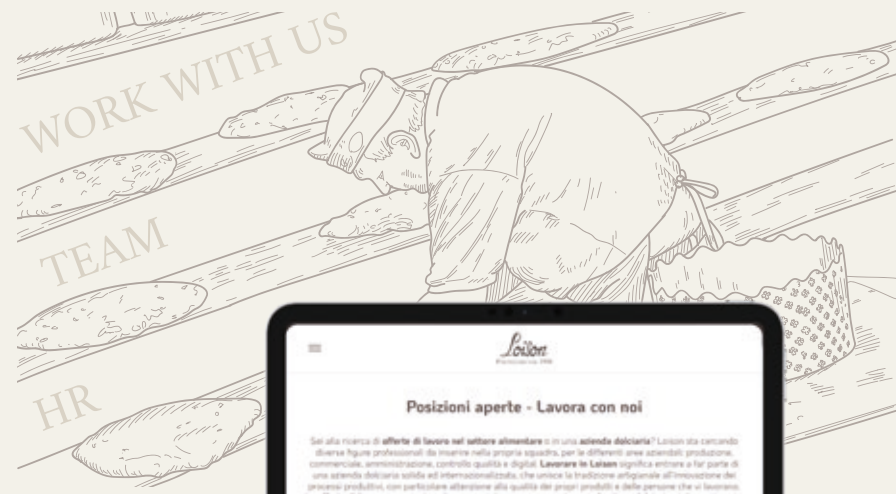 WORK WITH US
TEAM
HR
Loison
Posizioni aperte - Lavora con noi
Sei alla ricerca di offerte di lavoro nel settore alimentare o in una azienda dolciaria? Loison sta cercando
diverse figure professionali da inserire nella propria squadra, per le differenti aree aziendali: produzione,
commerciale, amministrazione, controllo qualità e digital. Lavorare in Loison significa entrare a far parte di
una azienda dolciaria solida ed internazionalizzata, che unisce la tradizione artigianale all'innovazione dei
processi produttivi, con particolare attenzione alla qualità dei propri prodotti e delle persone che vi lavorano.